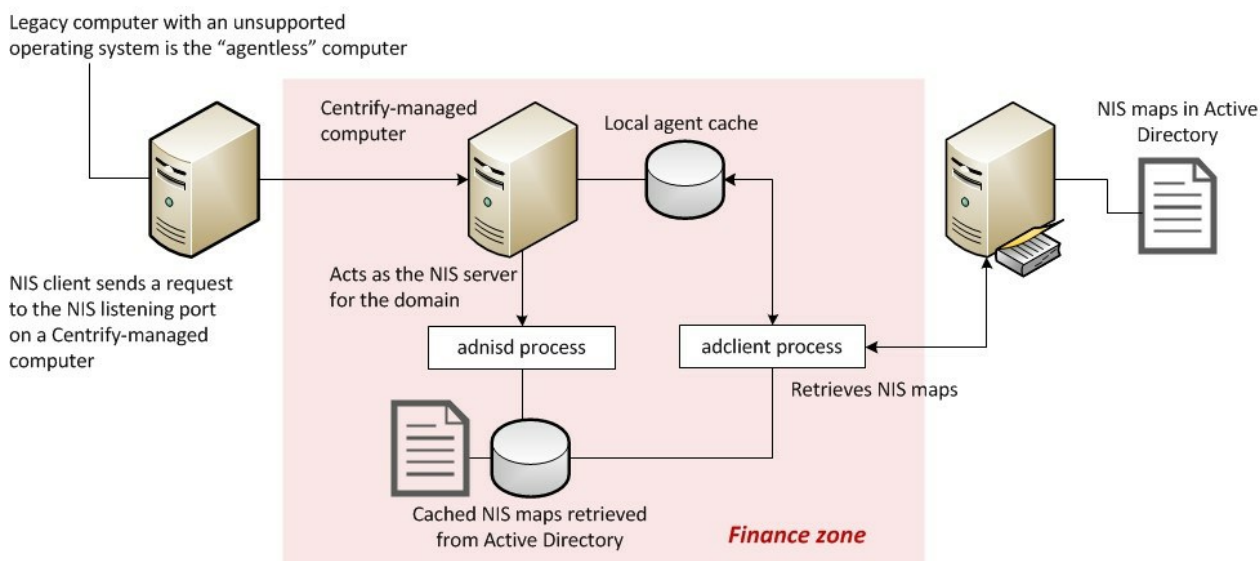 Legacy computer with an unsupported
operating system is the “agentless” computer
Centrify-managed
computer
Local agent cache
NIS maps in Active
Directory
NIS client sends a request
to the NIS listening port
on a Centrify-managed
computer
Acts as the NIS server
for the domain
adnisd process
adclient process
Retrieves NIS maps
Cached NIS maps retrieved
from Active Directory
Finance zone